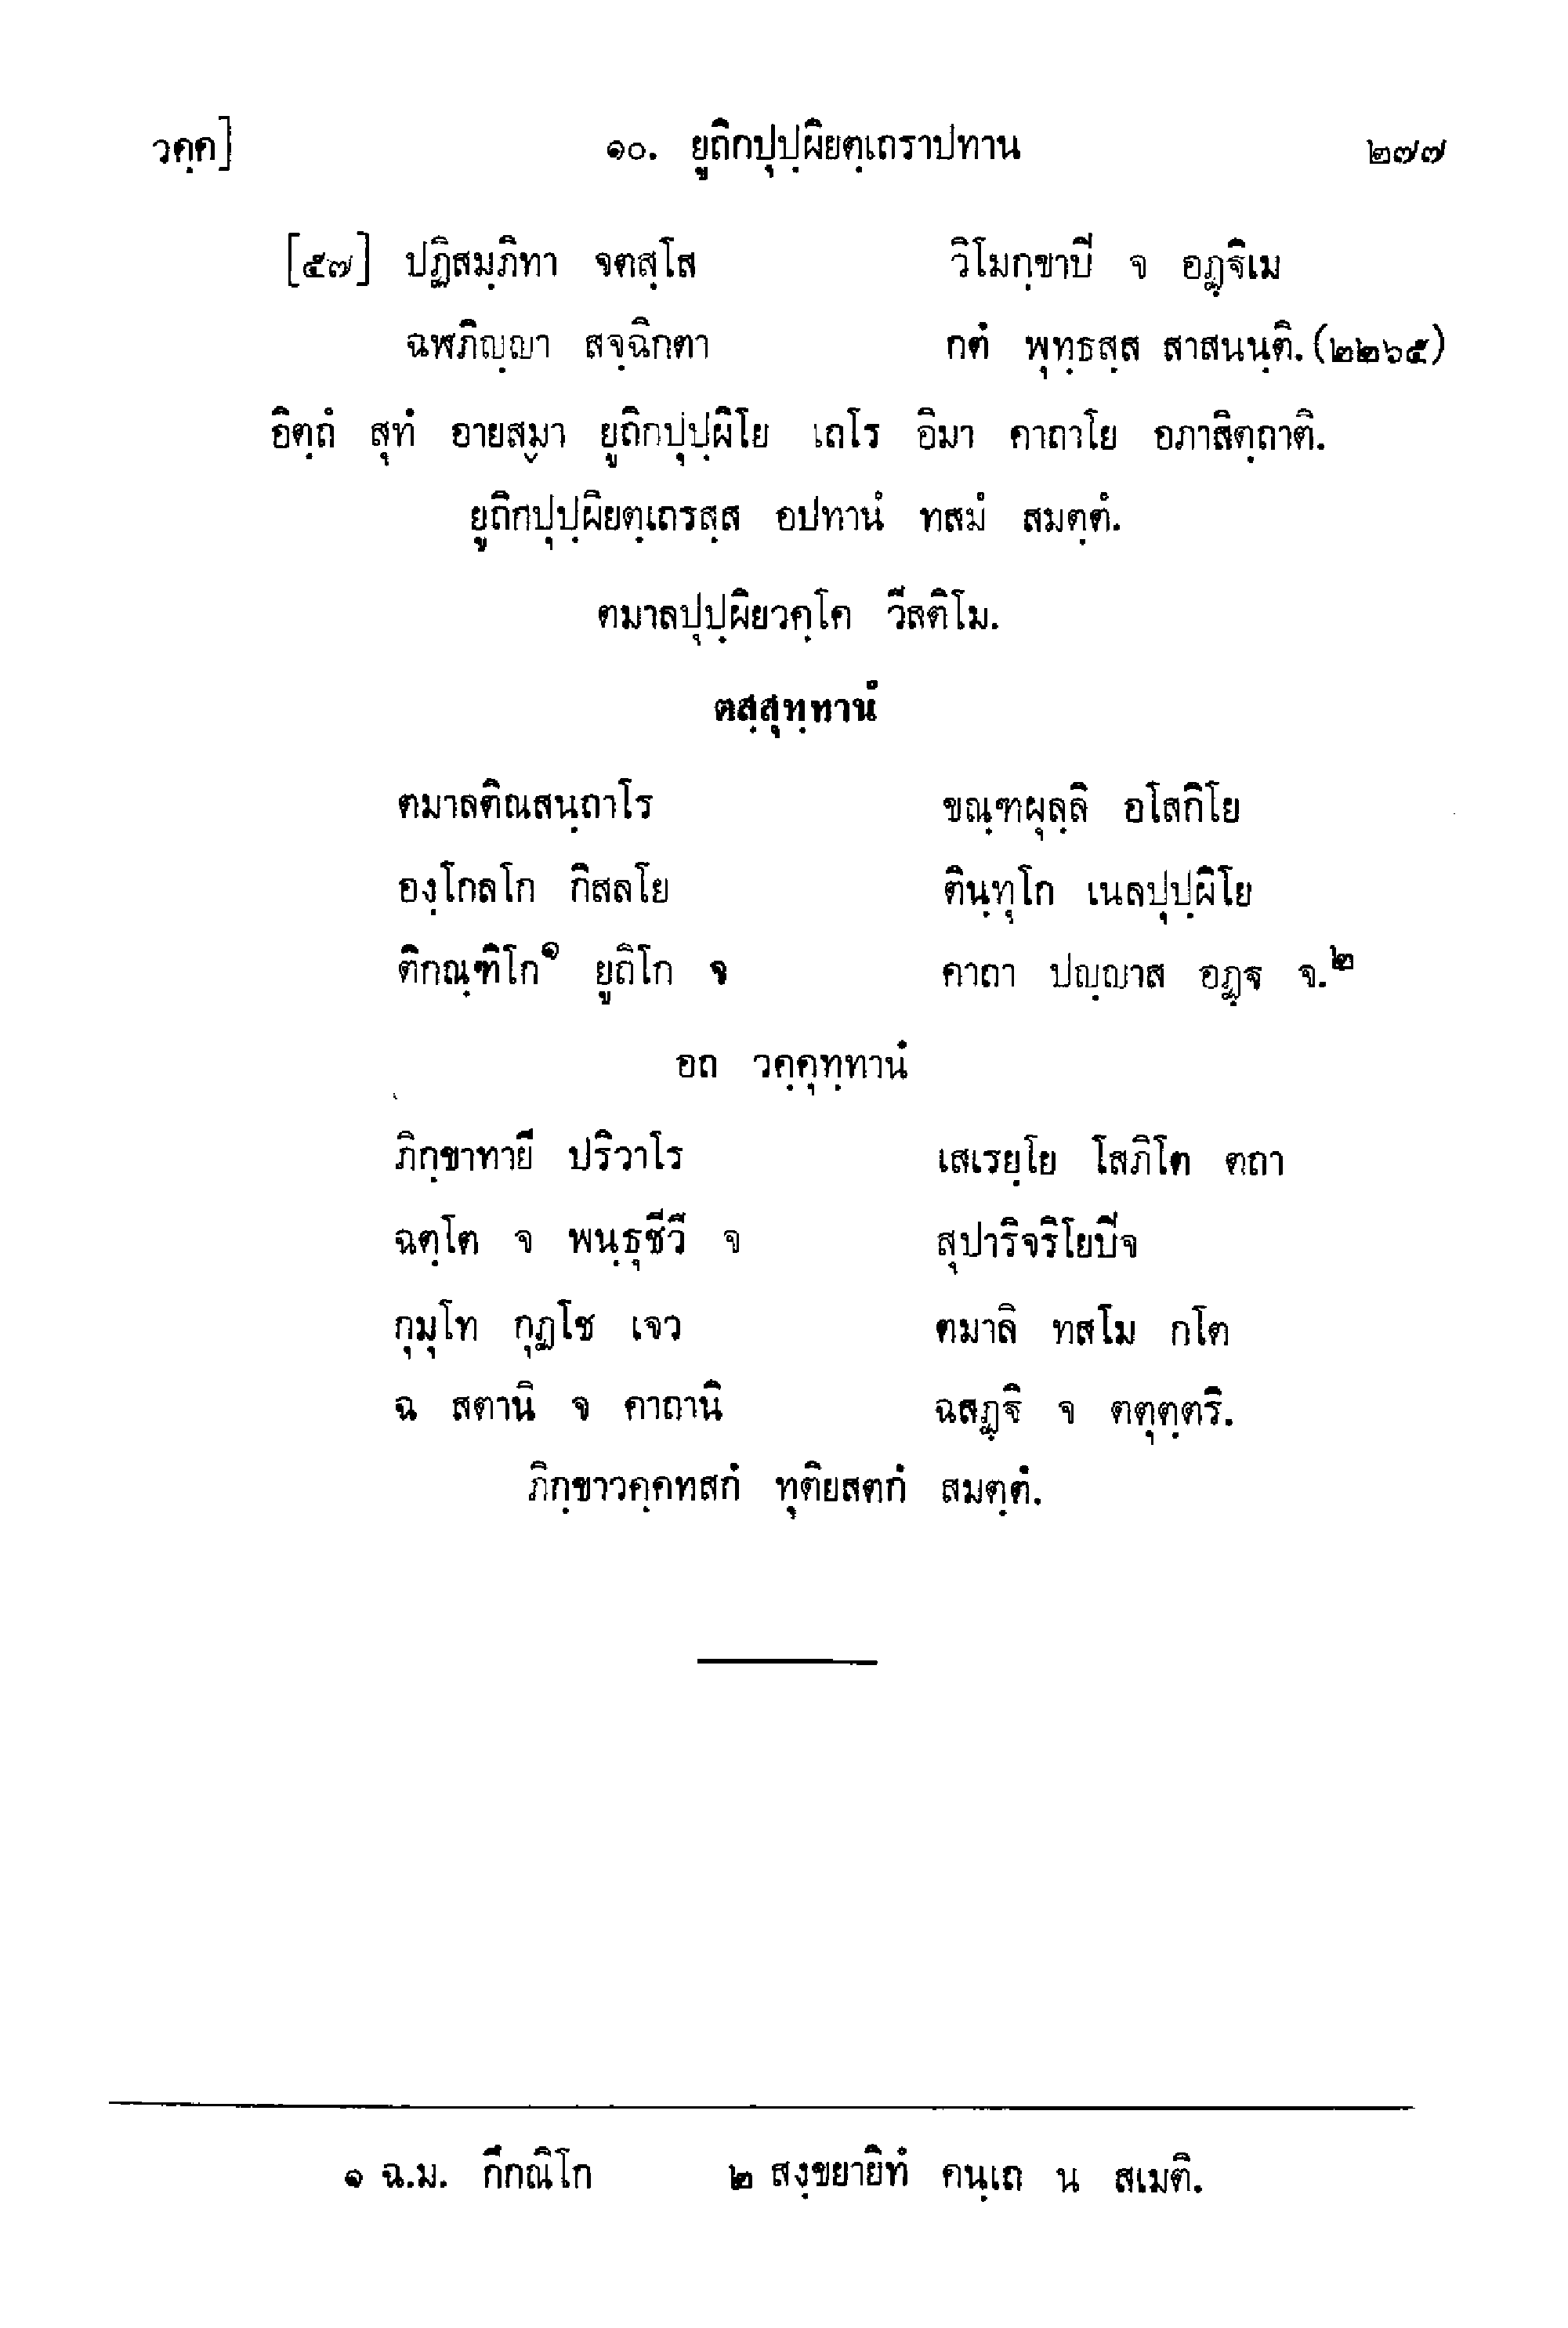 วคฺค] ๑๐. ยูถิกปุปฺผิยตฺเถราปทาน ๒๗๗
[๕๗] ปฏิสมฺภิทา จตสฺโส วิโมกฺขาปิ จ อฏฺฐิเม
ฉฬภิญฺญา สจฺฉิกตา กตํ พุทฺธสฺส สาสนนฺติ. (๒๒๖๕)
อิตฺถํ สุทํ อายสฺมา ยูถิกปุปฺผิโย เถโร อิมา คาถาโย อภาสิตฺถาติ.
ยูถิกปุปฺผิยตฺเถรสฺส อปทานํ ทสมํ สมตฺตํ.
ตมาลปุปฺผิยวคฺโค วีสติโม.
ตสฺสุทฺทานํ
ตมาลติณสนฺถาโร ขณฺฑผุลฺลิ อโสกิโย
องฺโกลโก กิสลโย ตินฺทุโก เนลปุปฺผิโย
ติกณฺฑิโก๑ ยูถิโก จ คาถา ปญฺญาส อฏฺฐ จ.๒
อถ วคฺคุทฺทานํ
ภิกฺขาทายี ปริวาโร เสเรยฺโย โสภิโต ตถา
ฉตฺโต จ พนฺธุชีวี จ สุปาริจริโยปิจ
กุมุโท กุฏโช เจว ตมาลิ ทสโม กโต
ฉ สตานิ จ คาถานิ ฉสฏฺฐิ จ ตตุตฺตริ.
ภิกฺขาวคฺคทสกํ ทุติยสตกํ สมตฺตํ.
๑ ฉ.ม. กึกณิโก ๒ สงฺขยายิทํ คนฺเถ น สเมติ.